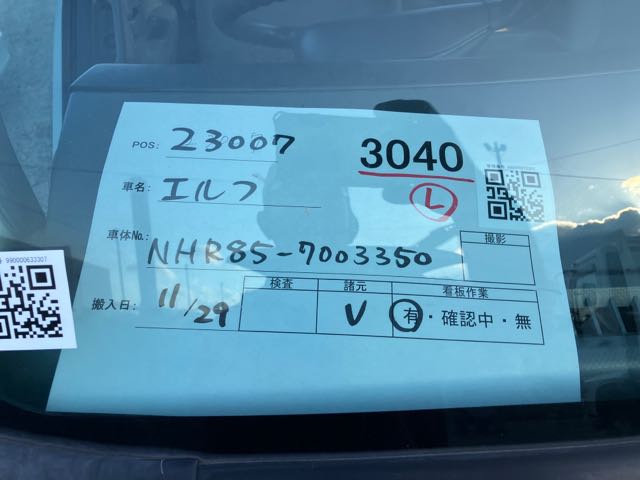 POS: 23007
3040
L
車名: エルフ
車体No.: NHR85-7003350
撮影
搬入日: 11/29
検査 諸元 看板作業
V 有・確認中・無
990000633307